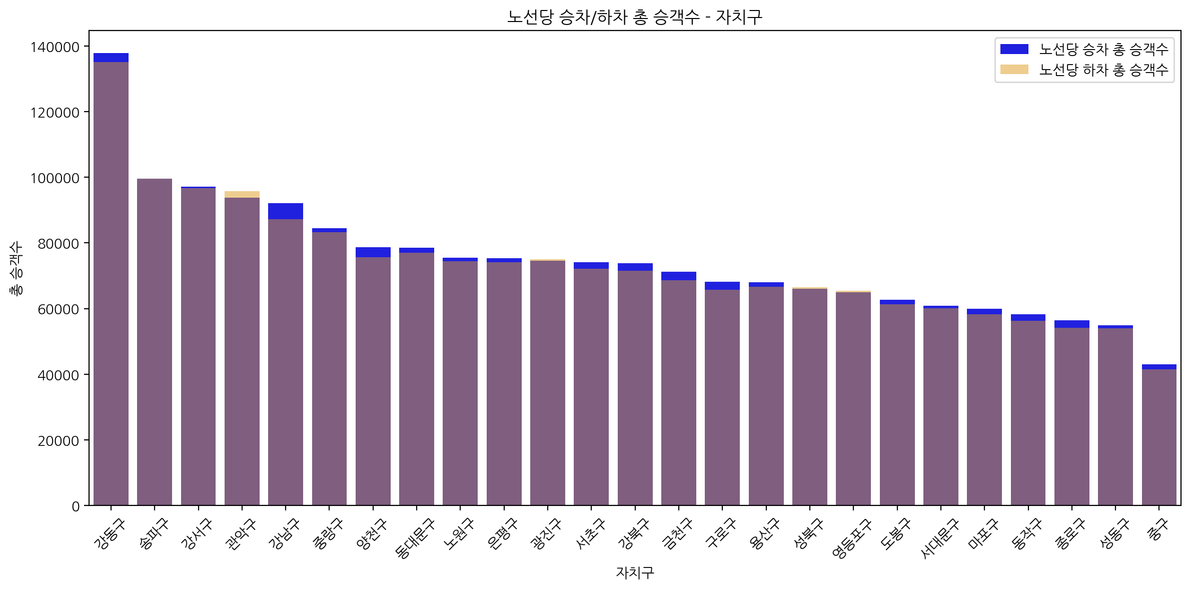 노선당 승차/하차 총 승객수 - 자치구
노선당 승차 총 승객수
노선당 하차 총 승객수
총 승객수
140000
120000
100000
80000
60000
40000
20000
0
강동구
송파구
강서구
관악구
강남구
중랑구
양천구
동대문구
노원구
은평구
광진구
서초구
강북구
금천구
구로구
용산구
성북구
영등포구
도봉구
서대문구
마포구
동작구
종로구
성동구
중구
자치구